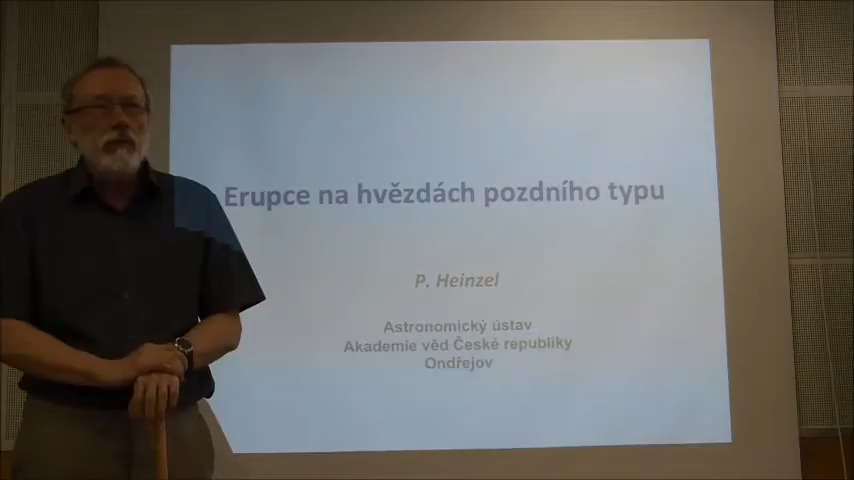 Erupce na hvězdách pozdního typu
P. Heinzel
Astronomický ústav
Akademie věd České republiky
Ondřejov